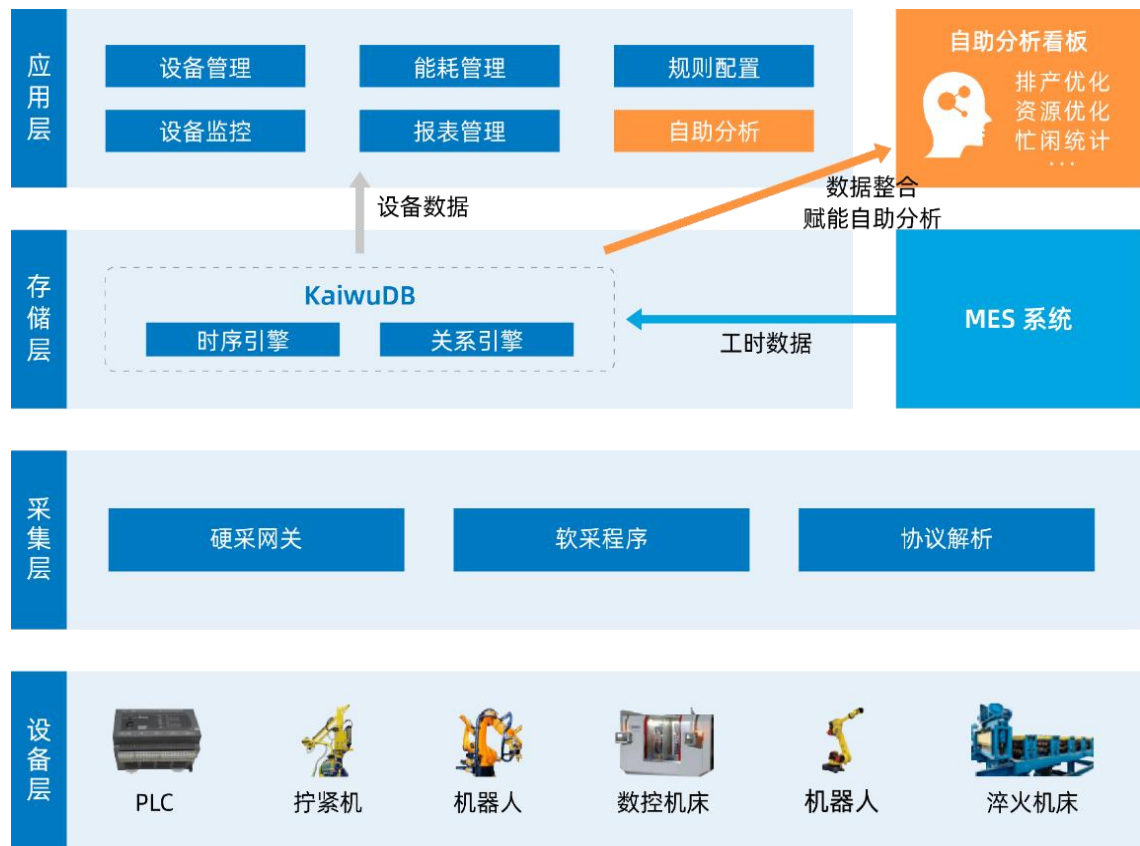 应用层
设备管理
能耗管理
规则配置
设备监控
报表管理
自助分析
自助分析看板
排产优化
资源优化
忙闲统计
...
设备数据
数据整合
赋能自助分析
存储层
KaiwuDB
时序引擎
关系引擎
工时数据
MES 系统
采集层
硬采网关
软采程序
协议解析
设备层
PLC
拧紧机
机器人
数控机床
机器人
淬火机床